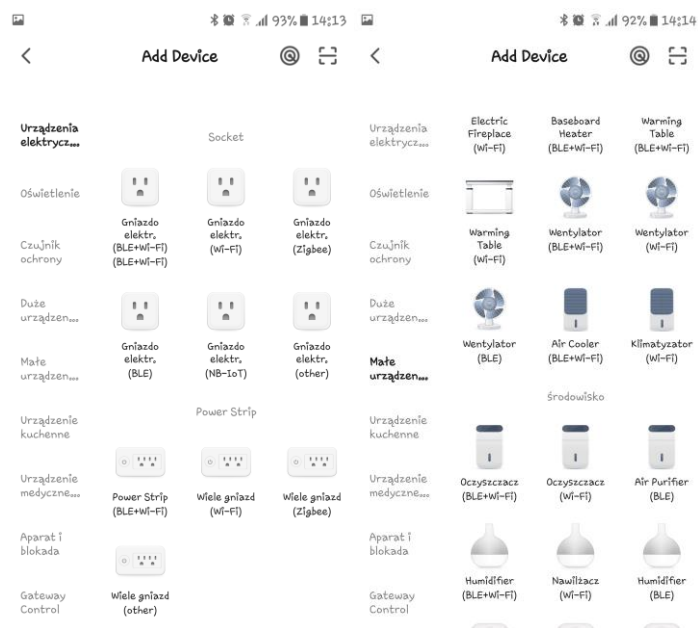 93% 14:13
Add Device
Urządzenia
elektrycz...
Oświetlenie
Czujnik
ochrony
Duże
urządzen...
Małe
urządzen...
Urządzenie
kuchenne
Urządzenie
medyczne...
Aparat i
blokada
Gateway
Control
Socket
Gniazdo
elektr.
(BLE+Wi-Fi)
(BLE+Wi-Fi)
Gniazdo
elektr.
(Wi-Fi)
Gniazdo
elektr.
(Zigbee)
Gniazdo
elektr.
(BLE)
Gniazdo
elektr.
(NB-IoT)
Gniazdo
elektr.
(other)
Power Strip
Power Strip
(BLE+Wi-Fi)
Wiele gniazd
(Wi-Fi)
Wiele gniazd
(Zigbee)
Wiele gniazd
(other)
92% 14:14
Add Device
Urządzenia
elektrycz...
Oświetlenie
Czujnik
ochrony
Duże
urządzen...
Małe
urządzen...
Urządzenie
kuchenne
Urządzenie
medyczne...
Aparat i
blokada
Gateway
Control
Electric
Fireplace
(Wi-Fi)
Baseboard
Heater
(BLE+Wi-Fi)
Warming
Table
(BLE+Wi-Fi)
Warming
Table
(Wi-Fi)
Wentylator
(BLE+Wi-Fi)
Wentylator
(Wi-Fi)
Wentylator
(BLE)
Air Cooler
(BLE+Wi-Fi)
Klimatyzator
(Wi-Fi)
środowisko
Oczyszczacz
(BLE+Wi-Fi)
Oczyszczacz
(Wi-Fi)
Air Purifier
(BLE)
Humidifier
(BLE+Wi-Fi)
Nawilżacz
(Wi-Fi)
Humidifier
(BLE)